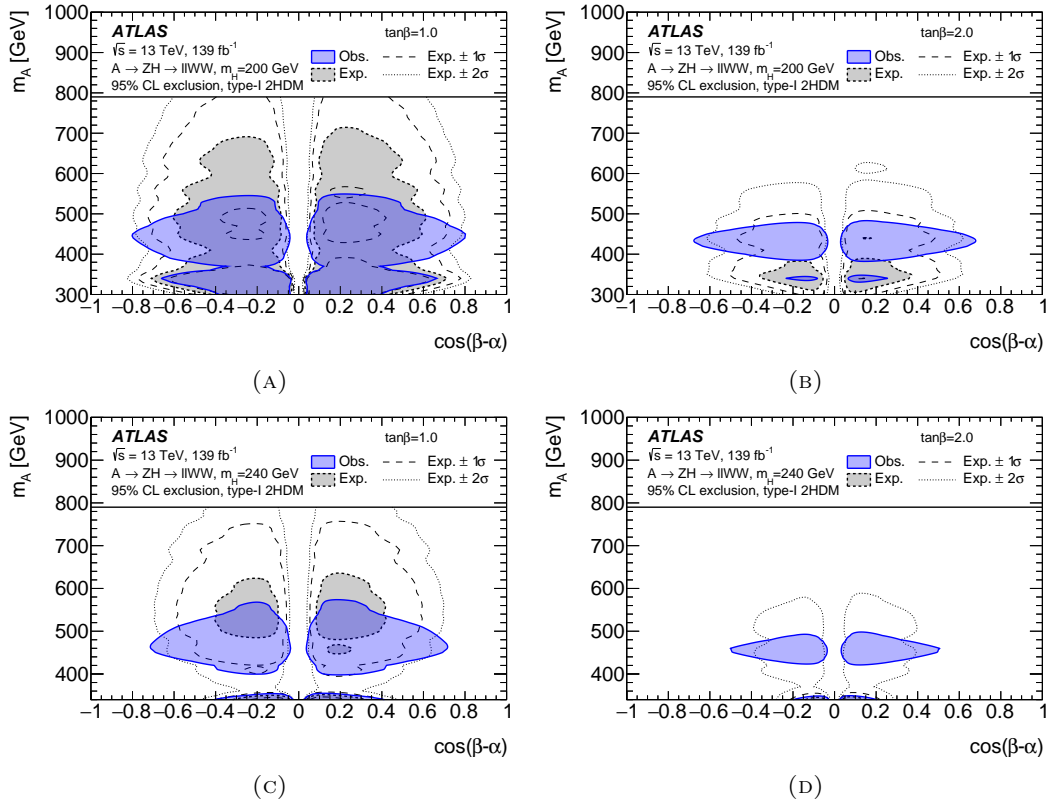 ATLAS
tanβ=1.0
√s = 13 TeV, 139 fb⁻¹
Obs.
Exp. ± 1σ
A → ZH → llWW, m_H=200 GeV
Exp.
Exp. ± 2σ
95% CL exclusion, type-I 2HDM
m_A [GeV]
1000
900
800
700
600
500
400
300
−1 −0.8 −0.6 −0.4 −0.2 0 0.2 0.4 0.6 0.8 1
cos(β-α)
(A)
ATLAS
tanβ=2.0
√s = 13 TeV, 139 fb⁻¹
Obs.
Exp. ± 1σ
A → ZH → llWW, m_H=200 GeV
Exp.
Exp. ± 2σ
95% CL exclusion, type-I 2HDM
m_A [GeV]
1000
900
800
700
600
500
400
300
−1 −0.8 −0.6 −0.4 −0.2 0 0.2 0.4 0.6 0.8 1
cos(β-α)
(B)
ATLAS
tanβ=1.0
√s = 13 TeV, 139 fb⁻¹
Obs.
Exp. ± 1σ
A → ZH → llWW, m_H=240 GeV
Exp.
Exp. ± 2σ
95% CL exclusion, type-I 2HDM
m_A [GeV]
1000
900
800
700
600
500
400
−1 −0.8 −0.6 −0.4 −0.2 0 0.2 0.4 0.6 0.8 1
cos(β-α)
(C)
ATLAS
tanβ=2.0
√s = 13 TeV, 139 fb⁻¹
Obs.
Exp. ± 1σ
A → ZH → llWW, m_H=240 GeV
Exp.
Exp. ± 2σ
95% CL exclusion, type-I 2HDM
m_A [GeV]
1000
900
800
700
600
500
400
−1 −0.8 −0.6 −0.4 −0.2 0 0.2 0.4 0.6 0.8 1
cos(β-α)
(D)